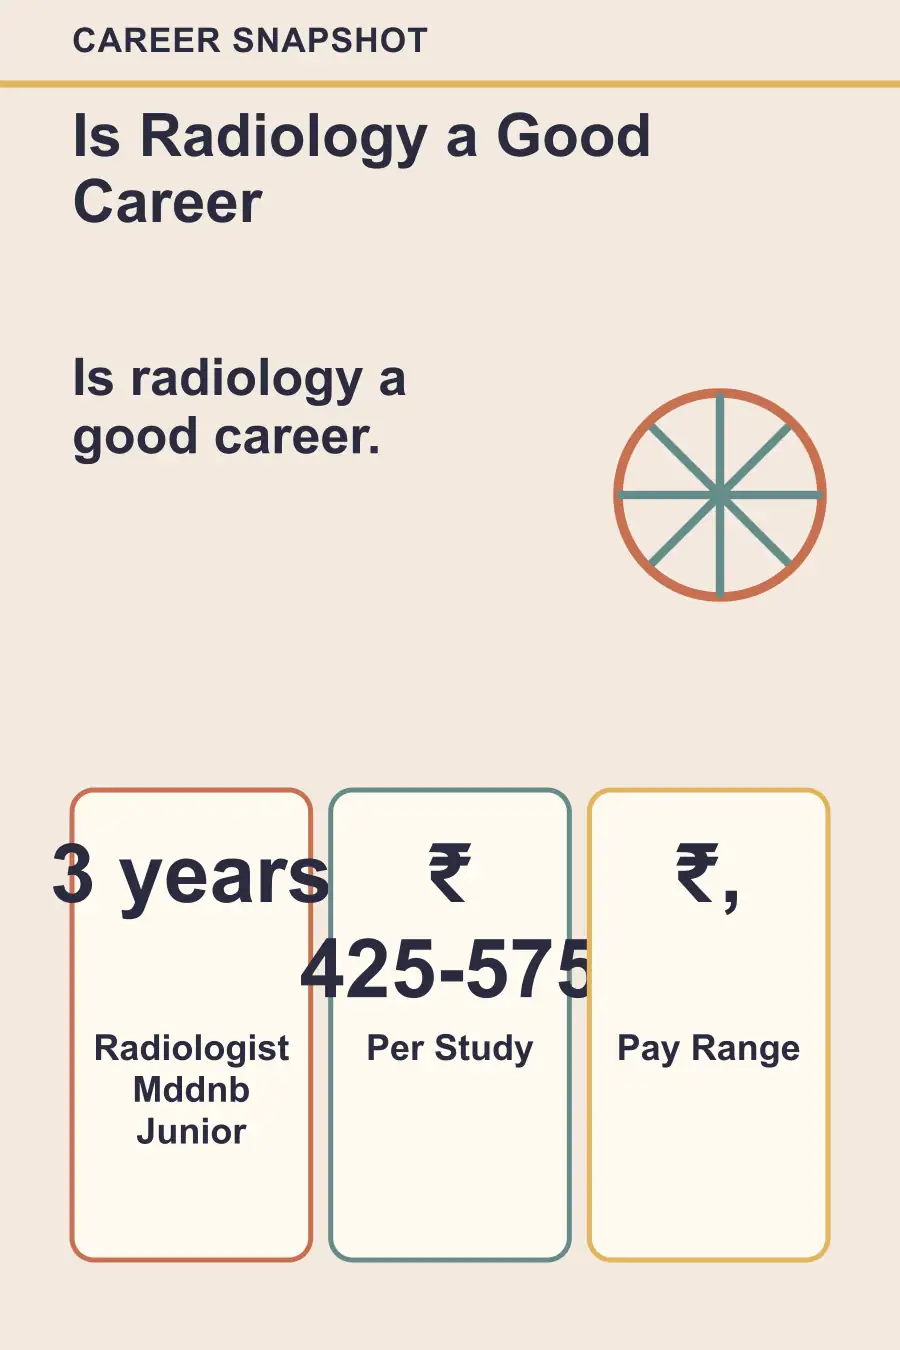 CAREER SNAPSHOT
Is Radiology a Good
Career
Is radiology a
good career.
3 years
Radiologist
Mddnb
Junior
₹
425-575
Per Study
₹,
Pay Range